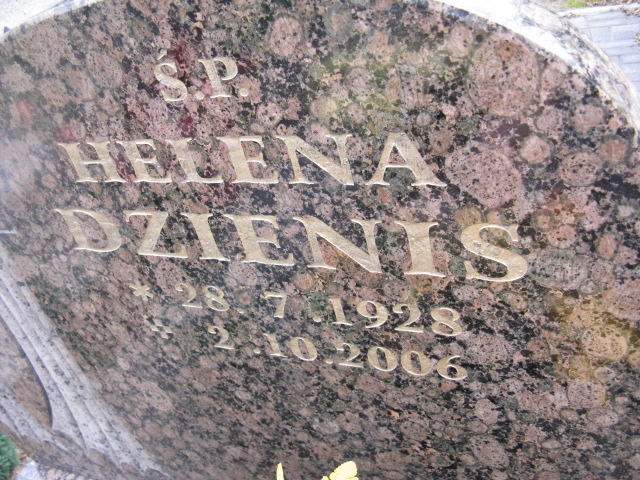 Ś.P.
HELENA
DZIENIS
* 28.7.1928
+ 2.10.2006